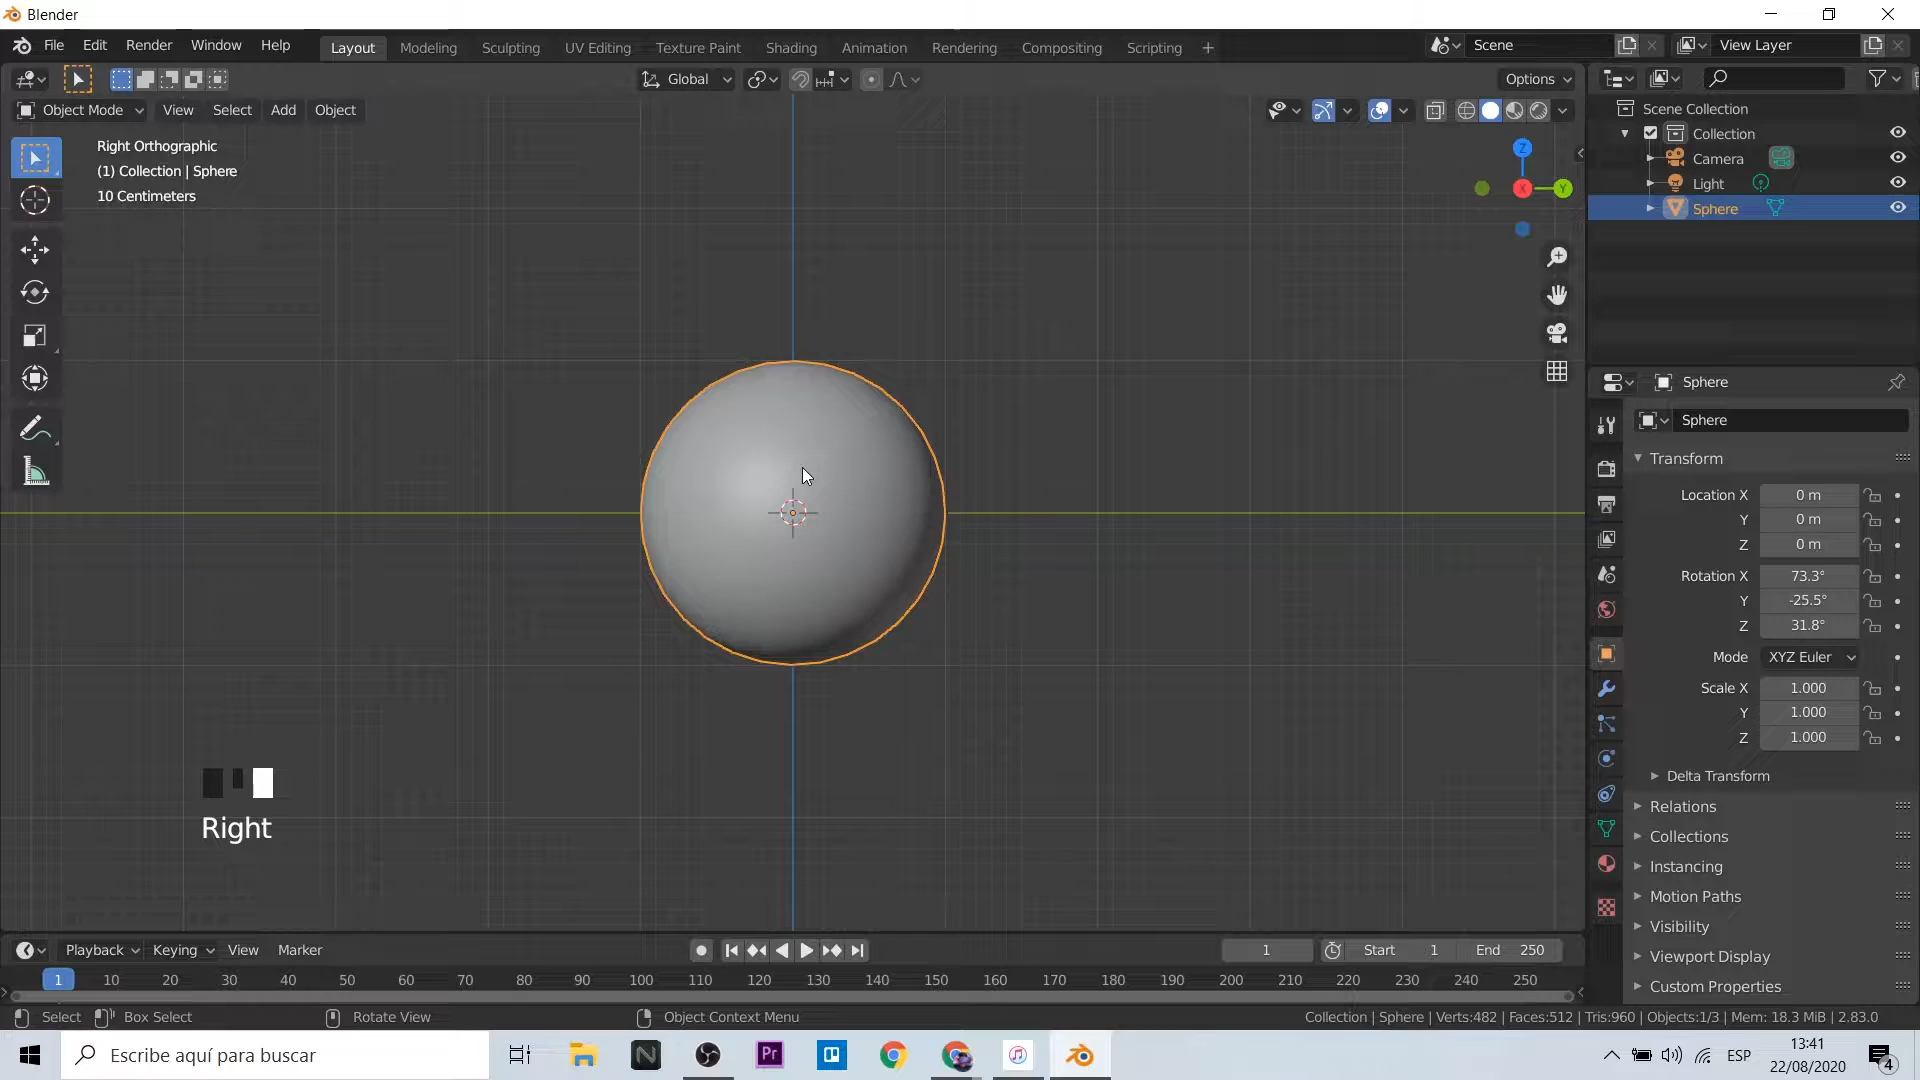 Blender
File Edit Render Window Help Layout Modeling Sculpting UV Editing Texture Paint Shading Animation Rendering Compositing Scripting + Scene View Layer
Global Options
Object Mode View Select Add Object
Right Orthographic
(1) Collection | Sphere
10 Centimeters
Z
X
Y
Scene Collection
Collection
Camera
Light
Sphere
Sphere
Sphere
Transform
Location X 0 m
Y 0 m
Z 0 m
Rotation X 73.3°
Y -25.5°
Z 31.8°
Mode XYZ Euler
Scale X 1.000
Y 1.000
Z 1.000
Delta Transform
Relations
Collections
Instancing
Motion Paths
Visibility
Viewport Display
Custom Properties
Right
Playback Keying View Marker 1 Start 1 End 250
1 10 20 30 40 50 60 70 80 90 100 110 120 130 140 150 160 170 180 190 200 210 220 230 240 250
Select Box Select Rotate View Object Context Menu Collection | Sphere | Verts:482 | Faces:512 | Tris:960 | Objects:1/3 | Mem: 18.3 MiB | 2.83.0
Escribe aquí para buscar
N
Pr
ESP
13:41
22/08/2020
4